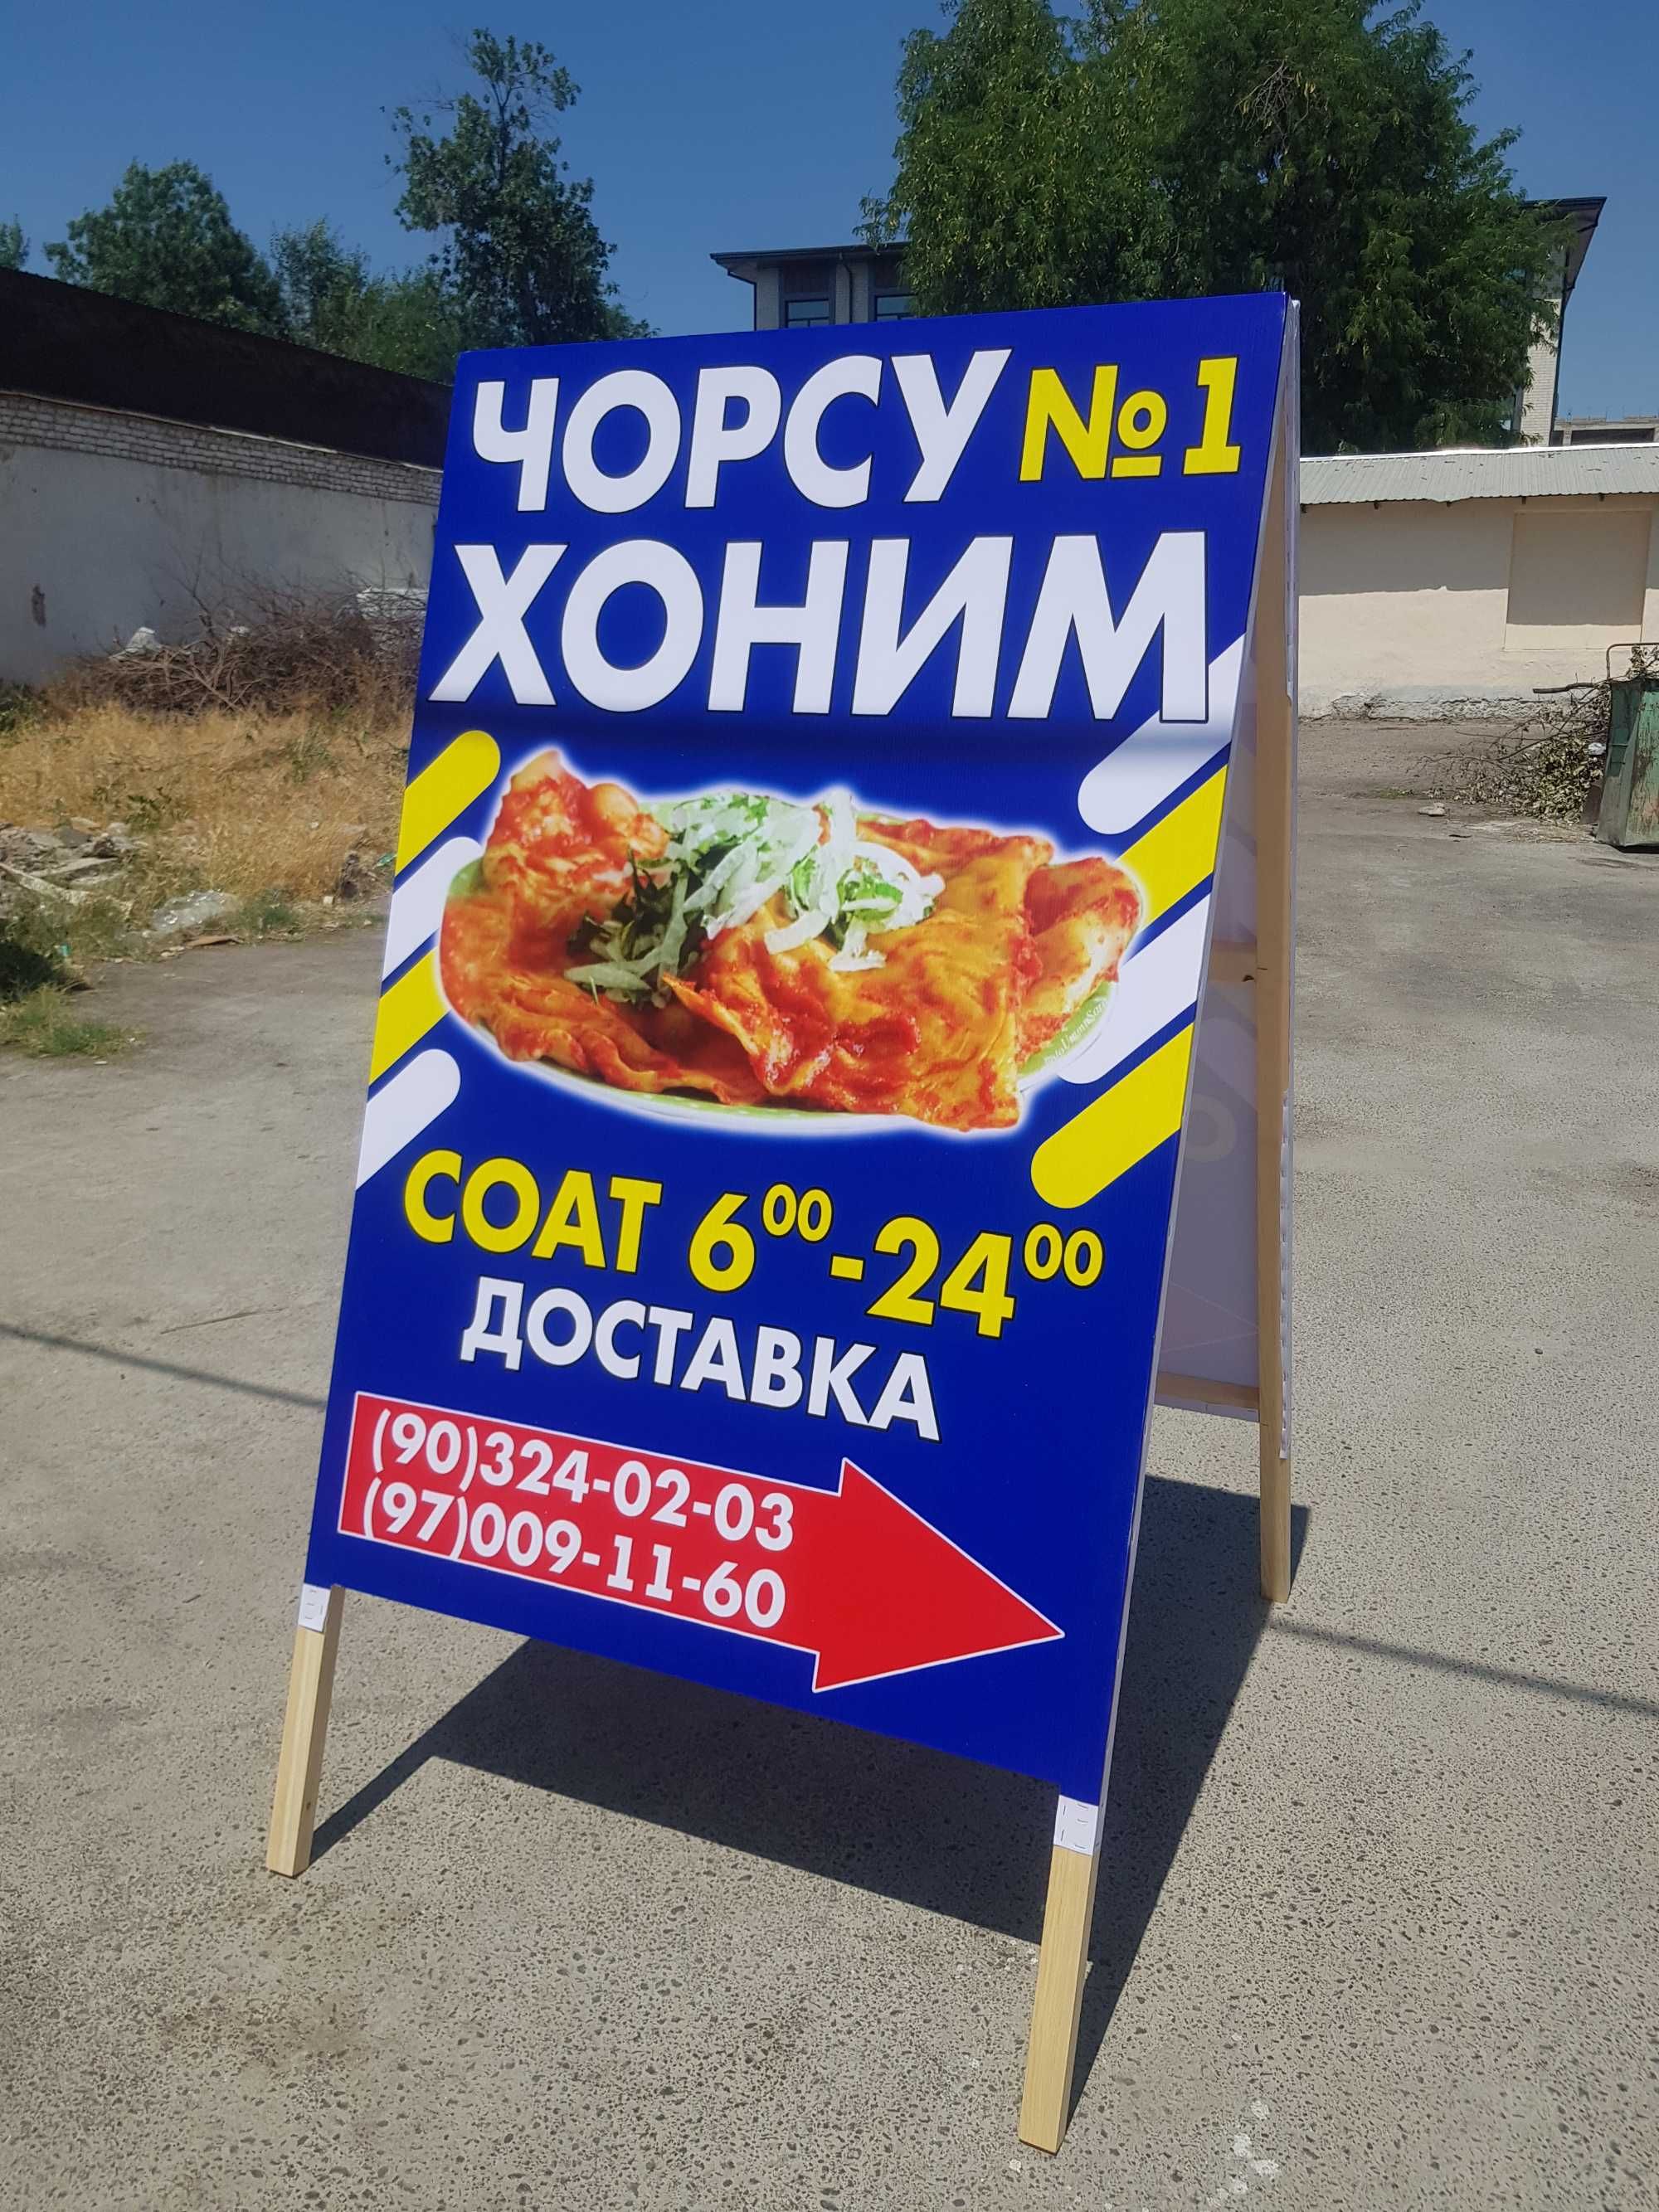 ЧОРСУ №1
ХОНИМ
СОАТ 6⁰⁰-24⁰⁰
ДОСТАВКА
(90)324-02-03
(97)009-11-60